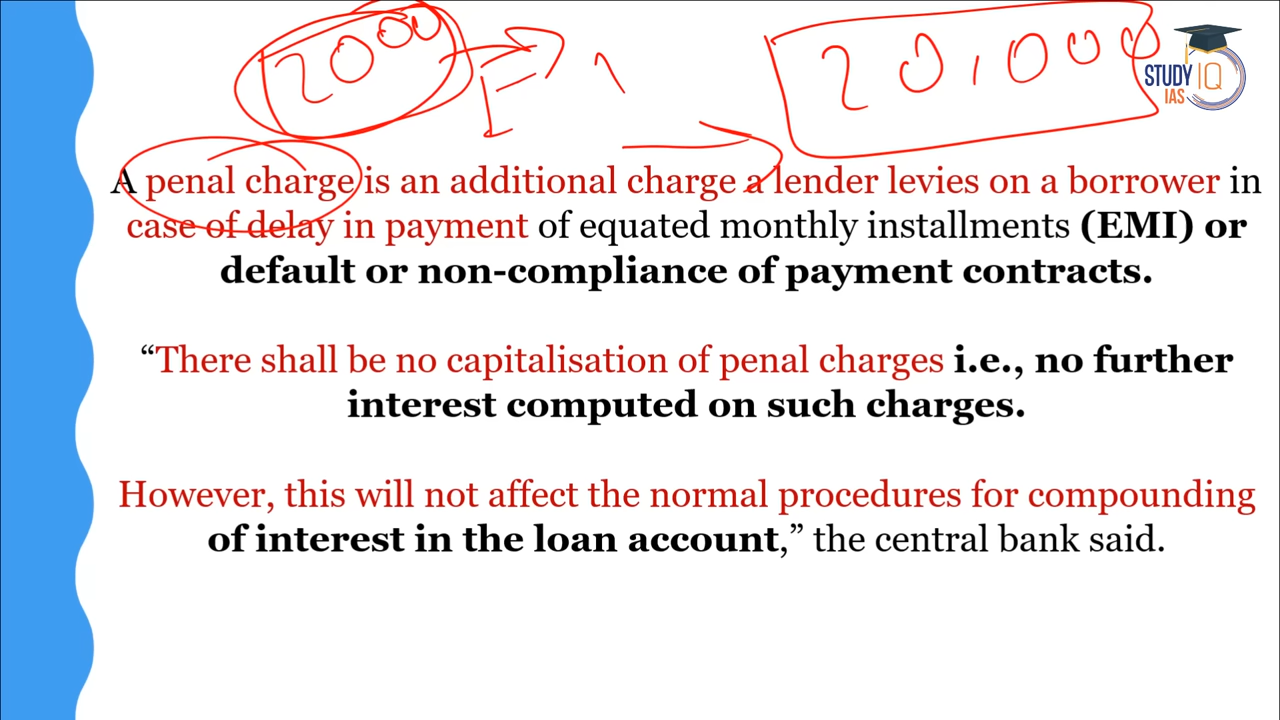 2000
20,000
STUDY IQ
IAS
A penal charge is an additional charge a lender levies on a borrower in
case of delay in payment of equated monthly installments (EMI) or
default or non-compliance of payment contracts.
“There shall be no capitalisation of penal charges i.e., no further
interest computed on such charges.
However, this will not affect the normal procedures for compounding
of interest in the loan account,” the central bank said.